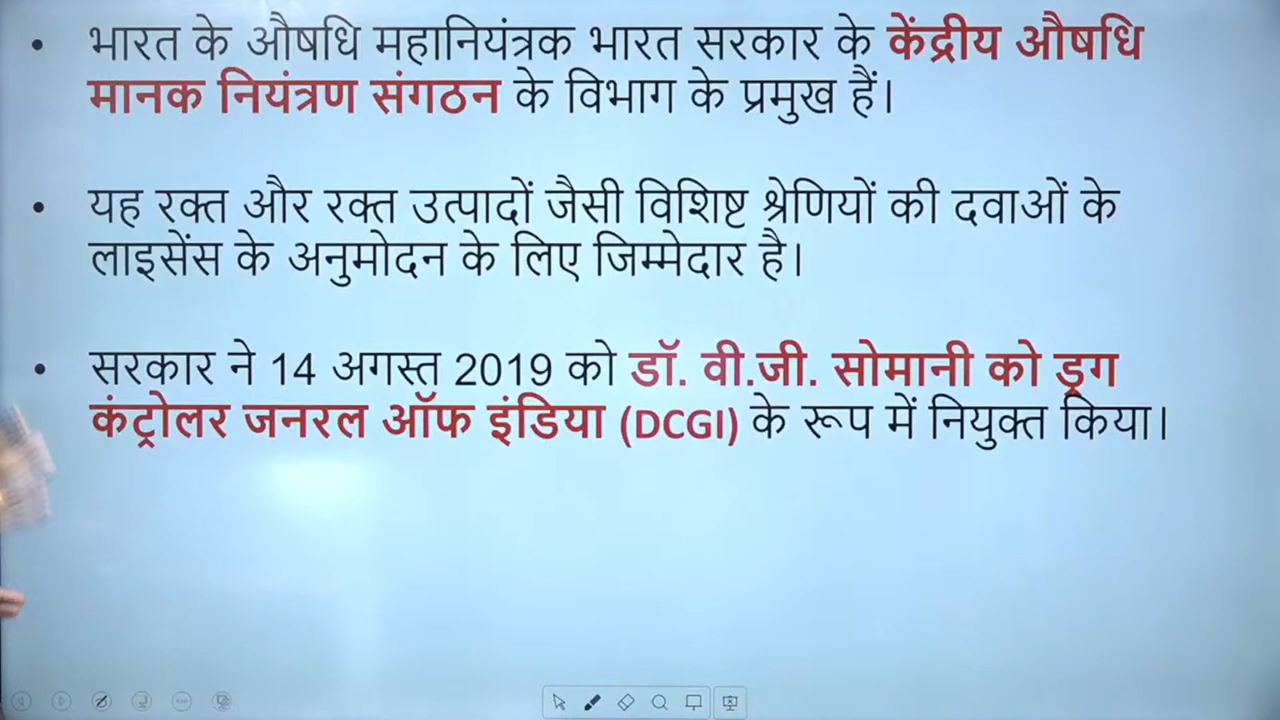 • भारत के औषधि महानियंत्रक भारत सरकार के केंद्रीय औषधि
मानक नियंत्रण संगठन के विभाग के प्रमुख हैं।
• यह रक्त और रक्त उत्पादों जैसी विशिष्ट श्रेणियों की दवाओं के
लाइसेंस के अनुमोदन के लिए जिम्मेदार है।
• सरकार ने 14 अगस्त 2019 को डॉ. वी.जी. सोमानी को ड्रग
कंट्रोलर जनरल ऑफ इंडिया (DCGI) के रूप में नियुक्त किया।